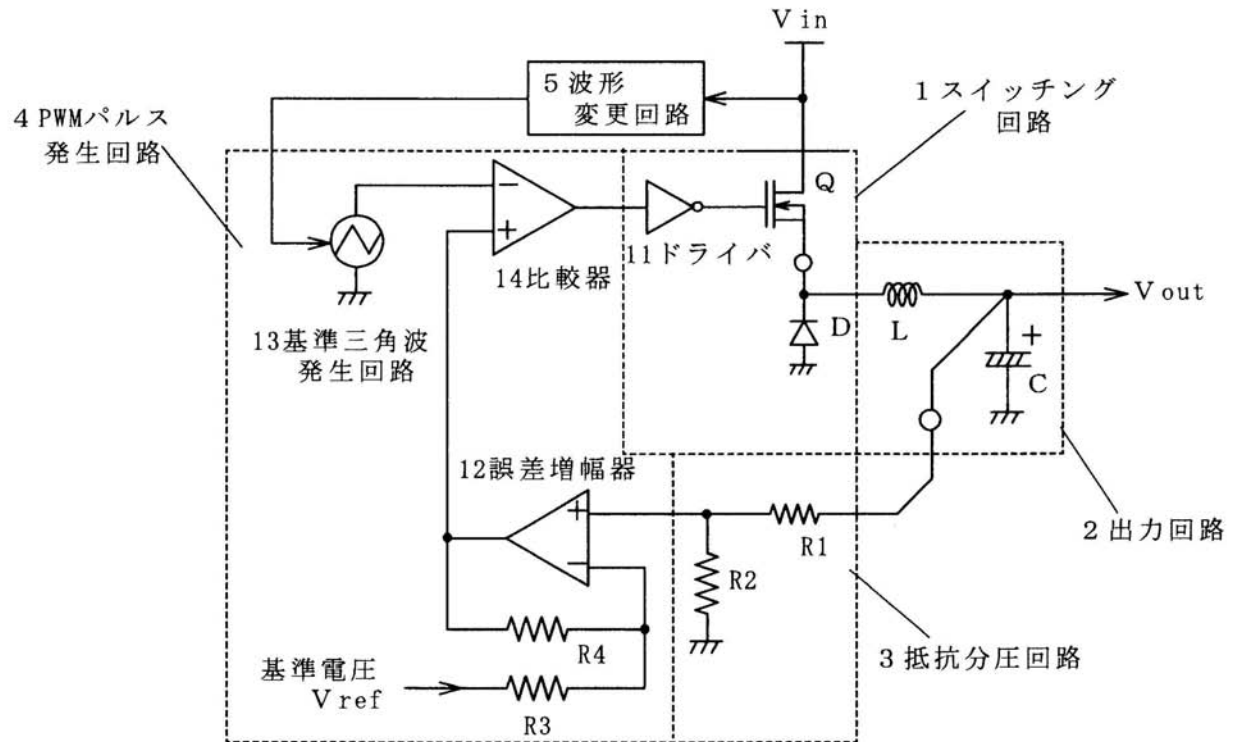 Vin
5波形
変更回路
4 PWMパルス
発生回路
1スイッチング
回路
Q
−
+
14比較器
11ドライバ
13基準三角波
発生回路
D
L
+
C
Vout
12誤差増幅器
+
−
R1
R2
2出力回路
R4
3抵抗分圧回路
基準電圧
Vref
R3